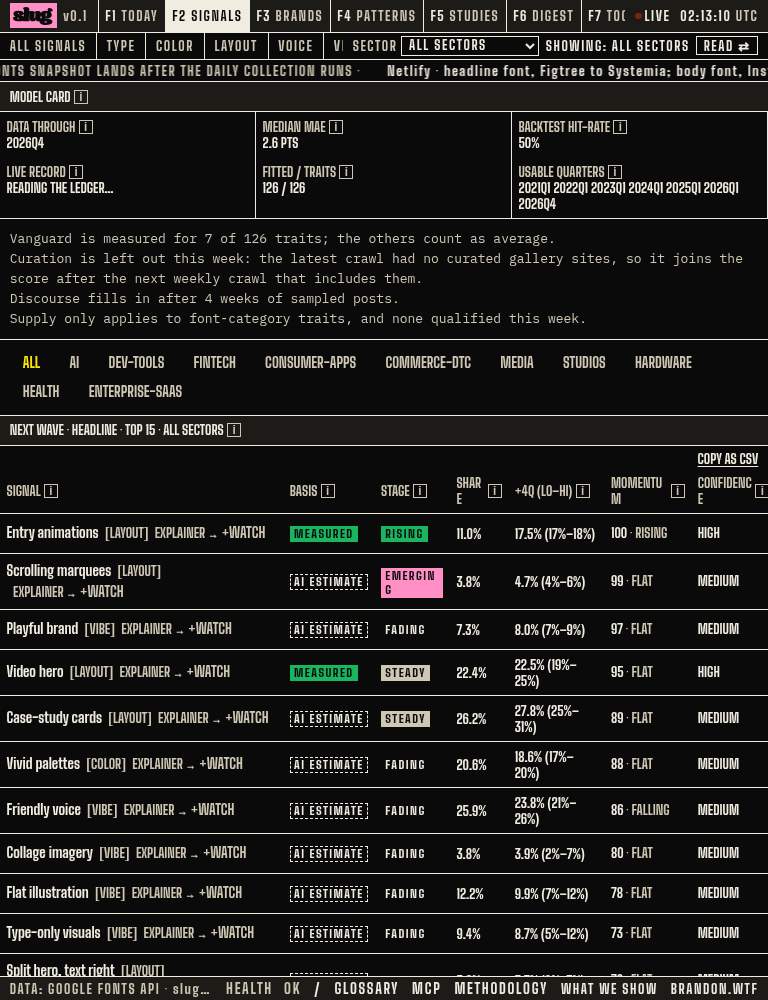 slug v0.1 F1 TODAY F2 SIGNALS F3 BRANDS F4 PATTERNS F5 STUDIES F6 DIGEST F7 LIVE 02:13:10 UTC
ALL SIGNALS TYPE COLOR LAYOUT VOICE SECTOR ALL SECTORS SHOWING: ALL SECTORS READ ⇄
NTS SNAPSHOT LANDS AFTER THE DAILY COLLECTION RUNS · Netlify · headline font, Figtree to Systemia; body font, Ins
MODEL CARD i
DATA THROUGH i MEDIAN MAE i BACKTEST HIT-RATE i
2026Q4 2.6 PTS 50%
LIVE RECORD i FITTED / TRAITS i USABLE QUARTERS i
READING THE LEDGER... 126 / 126 2021Q1 2022Q1 2023Q1 2024Q1 2025Q1 2026Q1
2026Q4
Vanguard is measured for 7 of 126 traits; the others count as average.
Curation is left out this week: the latest crawl had no curated gallery sites, so it joins the
score after the next weekly crawl that includes them.
Discourse fills in after 4 weeks of sampled posts.
Supply only applies to font-category traits, and none qualified this week.
ALL AI DEV-TOOLS FINTECH CONSUMER-APPS COMMERCE-DTC MEDIA STUDIOS HARDWARE
HEALTH ENTERPRISE-SAAS
NEXT WAVE · HEADLINE · TOP 15 · ALL SECTORS i
COPY AS CSV
SIGNAL i BASIS i STAGE i SHAR
E i +4Q (LO–HI) i MOMENTU
M i CONFIDENC
E i
Entry animations [LAYOUT] EXPLAINER → +WATCH MEASURED RISING 11.0% 17.5% (17%–18%) 100 · RISING HIGH
Scrolling marquees [LAYOUT]
EXPLAINER → +WATCH AI ESTIMATE EMERGIN
G 3.8% 4.7% (4%–6%) 99 · FLAT MEDIUM
Playful brand [VIBE] EXPLAINER → +WATCH AI ESTIMATE FADING 7.3% 8.0% (7%–9%) 97 · FLAT MEDIUM
Video hero [LAYOUT] EXPLAINER → +WATCH MEASURED STEADY 22.4% 22.5% (19%–
25%) 95 · FLAT HIGH
Case-study cards [LAYOUT] EXPLAINER → +WATCH AI ESTIMATE STEADY 26.2% 27.8% (25%–
31%) 89 · FLAT MEDIUM
Vivid palettes [COLOR] EXPLAINER → +WATCH AI ESTIMATE FADING 20.6% 18.6% (17%–
20%) 88 · FLAT MEDIUM
Friendly voice [VIBE] EXPLAINER → +WATCH AI ESTIMATE FADING 25.9% 23.8% (21%–
26%) 86 · FALLING MEDIUM
Collage imagery [VIBE] EXPLAINER → +WATCH AI ESTIMATE FADING 3.8% 3.9% (2%–7%) 80 · FLAT MEDIUM
Flat illustration [VIBE] EXPLAINER → +WATCH AI ESTIMATE FADING 12.2% 9.9% (7%–12%) 78 · FLAT MEDIUM
Type-only visuals [VIBE] EXPLAINER → +WATCH AI ESTIMATE FADING 9.4% 8.7% (5%–12%) 73 · FLAT MEDIUM
Split hero, text right [LAYOUT]
DATA: GOOGLE FONTS API · slug… HEALTH OK / GLOSSARY MCP METHODOLOGY WHAT WE SHOW BRANDON.WTF